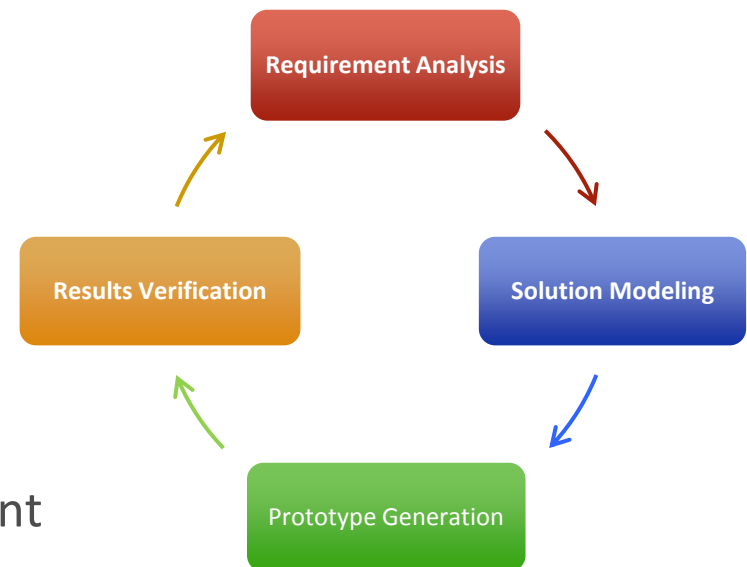 Requirement Analysis
Results Verification
Solution Modeling
Prototype Generation
nt